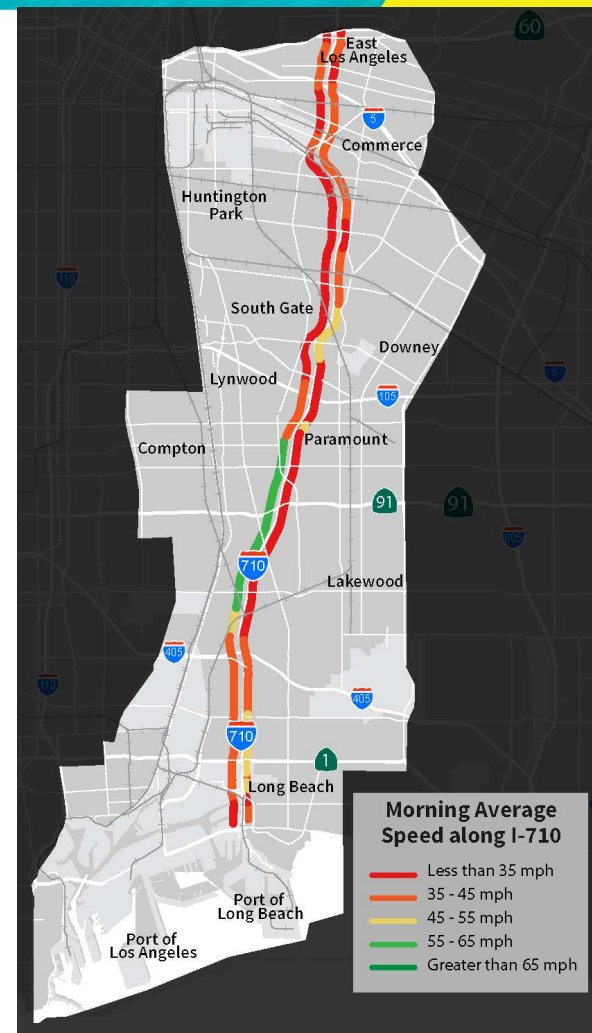 60
East
Los Angeles
5
Commerce
Huntington
Park
110
South Gate
Downey
5
Lynwood
105
Paramount
Compton
91
91
605
710
Lakewood
405
110
405
710
1
Long Beach
Port of
Long Beach
Port of
Los Angeles
Morning Average
Speed along I-710
Less than 35 mph
35 - 45 mph
45 - 55 mph
55 - 65 mph
Greater than 65 mph